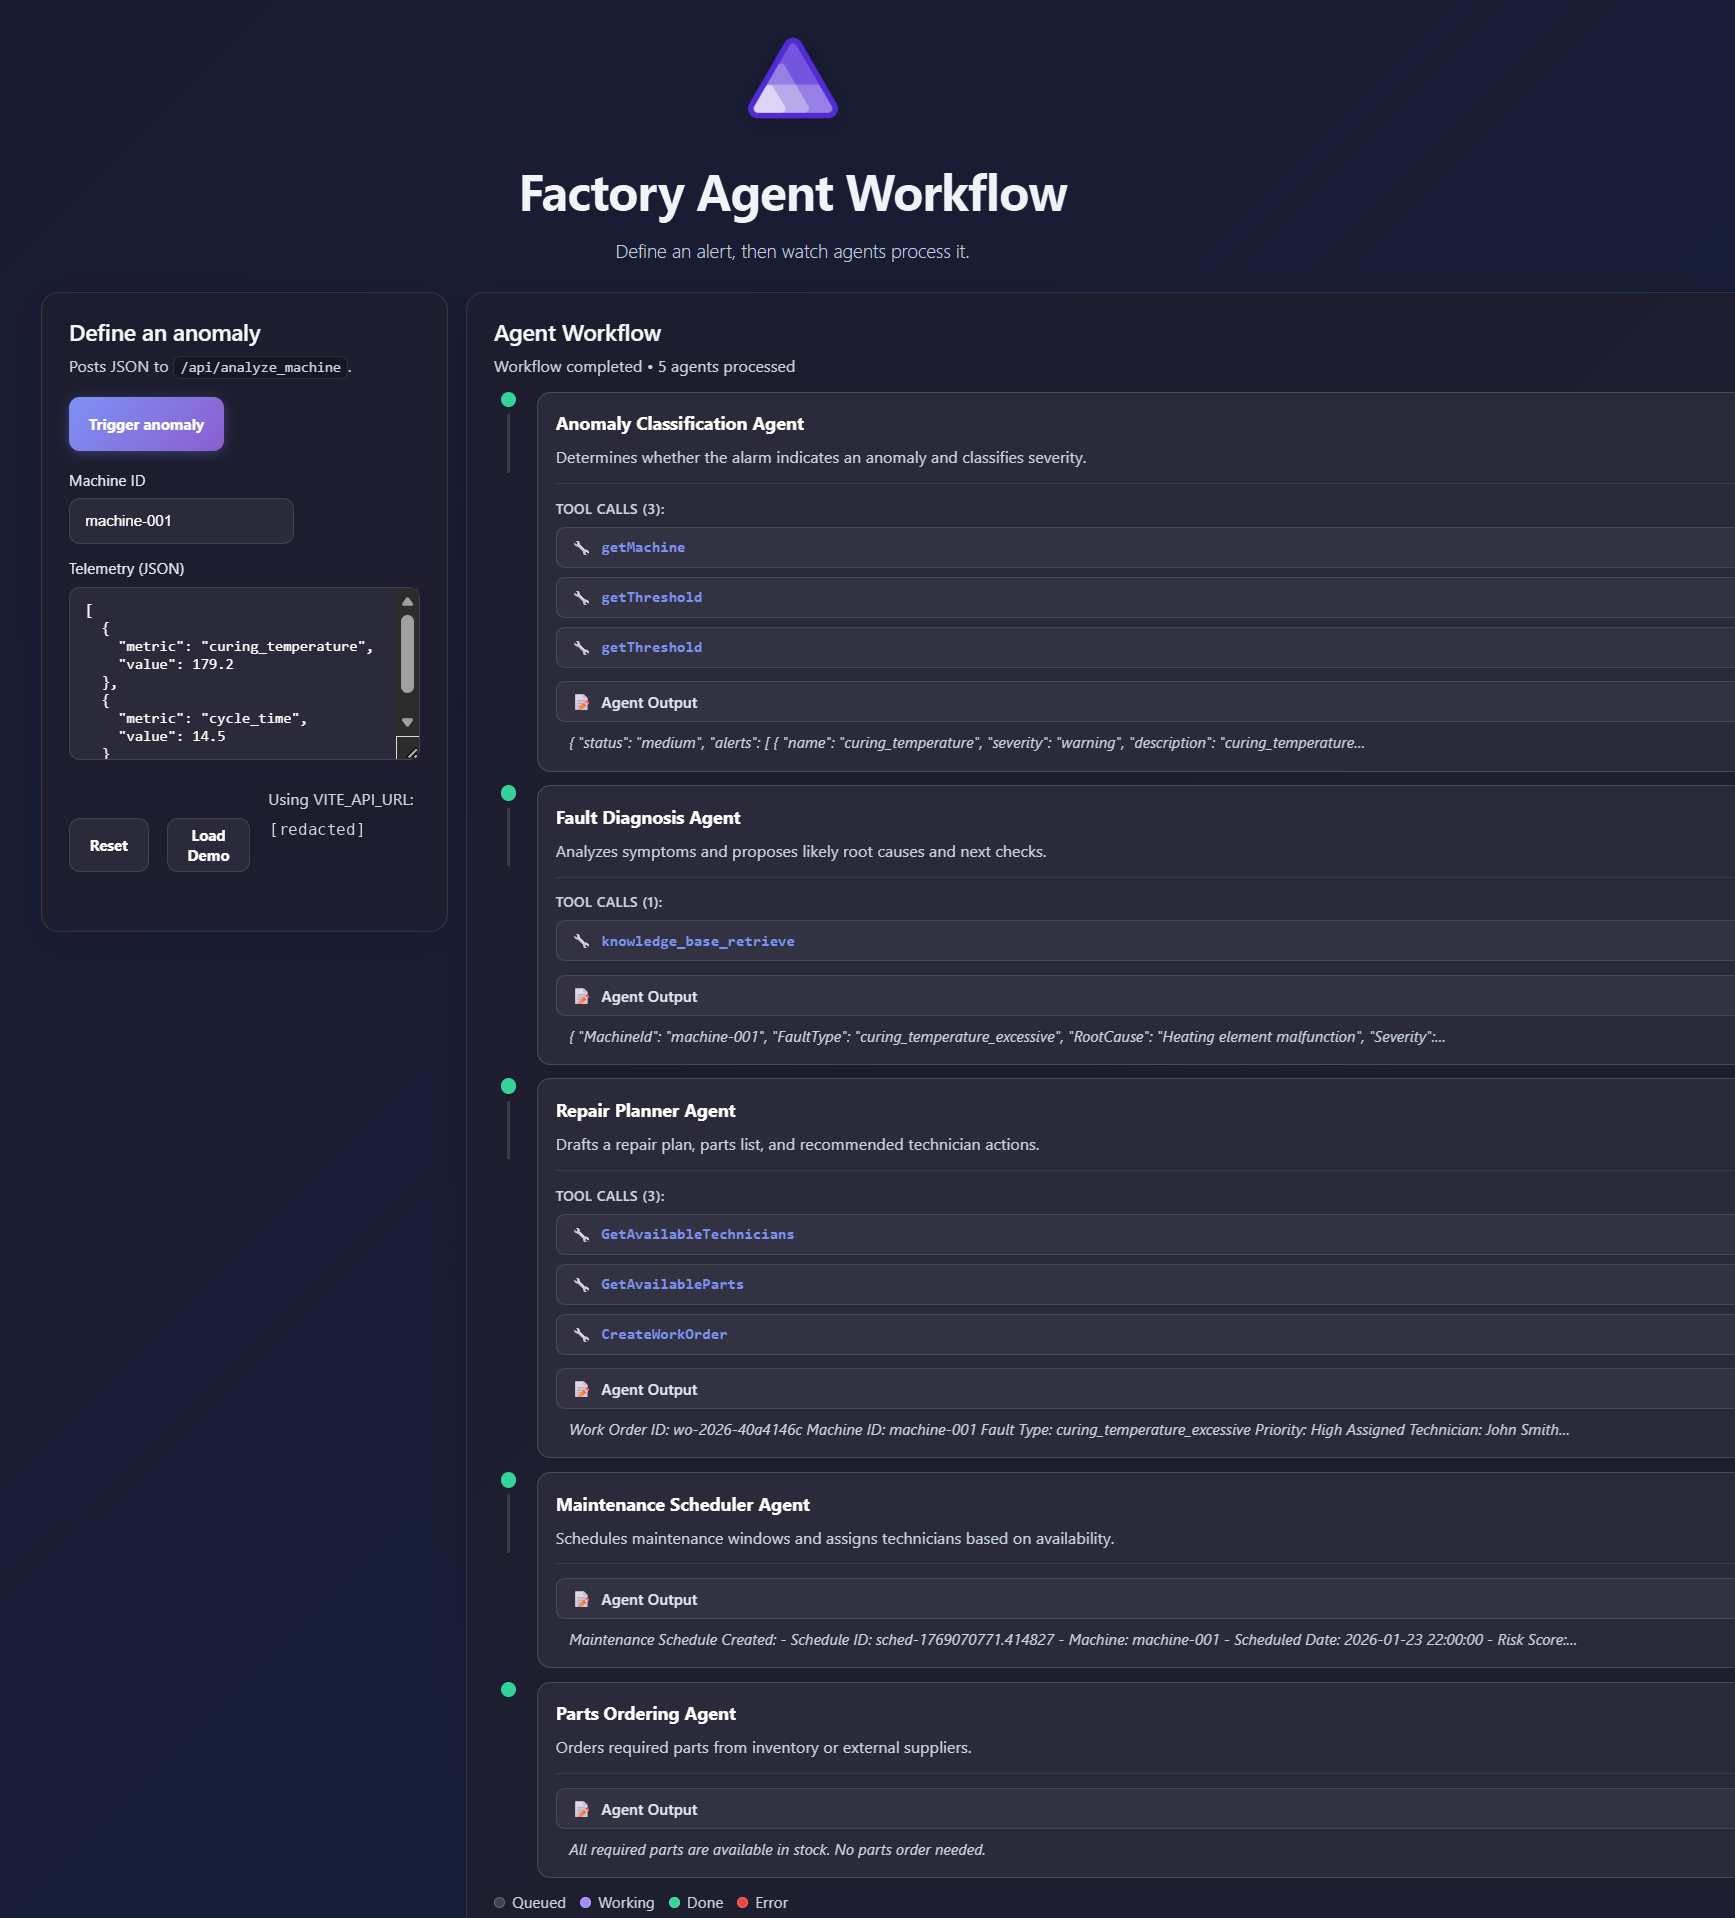 Factory Agent Workflow
Define an alert, then watch agents process it.
Define an anomaly
Posts JSON to /api/analyze_machine.
Trigger anomaly
Machine ID
machine-001
Telemetry (JSON)
[
{
"metric": "curing_temperature",
"value": 179.2
},
{
"metric": "cycle_time",
"value": 14.5
}
Reset
Load
Demo
Using VITE_API_URL:
[redacted]
Agent Workflow
Workflow completed • 5 agents processed
Anomaly Classification Agent
Determines whether the alarm indicates an anomaly and classifies severity.
TOOL CALLS (3):
getMachine
getThreshold
getThreshold
Agent Output
{ "status": "medium", "alerts": [ { "name": "curing_temperature", "severity": "warning", "description": "curing_temperature...
Fault Diagnosis Agent
Analyzes symptoms and proposes likely root causes and next checks.
TOOL CALLS (1):
knowledge_base_retrieve
Agent Output
{ "MachineId": "machine-001", "FaultType": "curing_temperature_excessive", "RootCause": "Heating element malfunction", "Severity":...
Repair Planner Agent
Drafts a repair plan, parts list, and recommended technician actions.
TOOL CALLS (3):
GetAvailableTechnicians
GetAvailableParts
CreateWorkOrder
Agent Output
Work Order ID: wo-2026-40a4146c Machine ID: machine-001 Fault Type: curing_temperature_excessive Priority: High Assigned Technician: John Smith...
Maintenance Scheduler Agent
Schedules maintenance windows and assigns technicians based on availability.
Agent Output
Maintenance Schedule Created: - Schedule ID: sched-1769070771.414827 - Machine: machine-001 - Scheduled Date: 2026-01-23 22:00:00 - Risk Score:...
Parts Ordering Agent
Orders required parts from inventory or external suppliers.
Agent Output
All required parts are available in stock. No parts order needed.
Queued Working Done Error